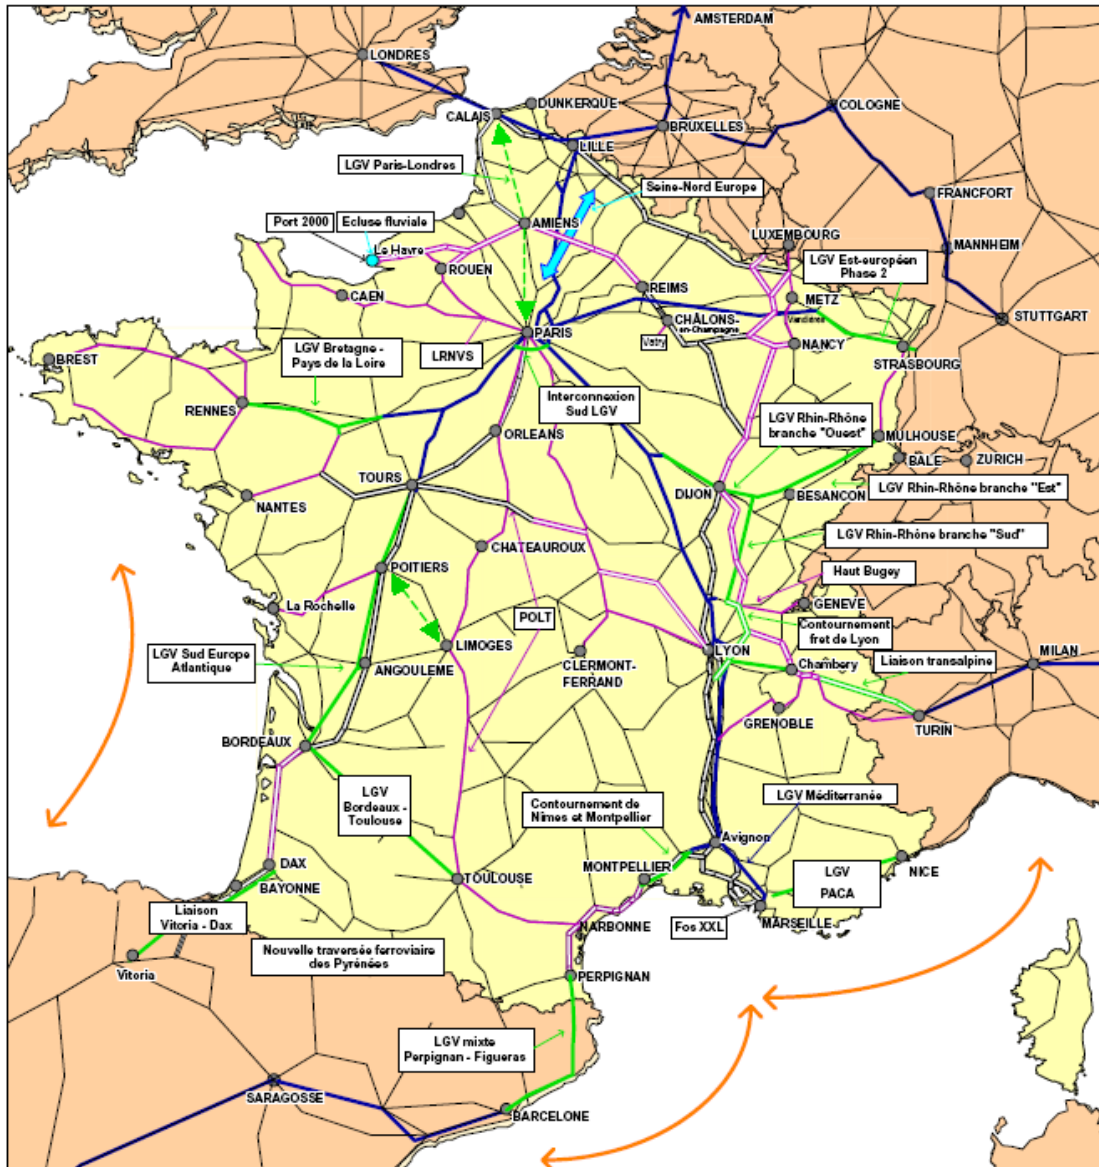 AMSTERDAM
LONDRES
COLOGNE
DUNKERQUE
CALAIS
BRUXELLES
LILLE
LGV Paris-Londres
Seine-Nord Europe
FRANCFORT
Port 2000
Ecluse fluviale
AMIENS
LUXEMBOURG
MANNHEIM
Le Havre
LGV Est-européen
Phase 2
ROUEN
REIMS
CAEN
METZ
CHÂLONS-
en-Champagne
Vandières
STUTTGART
PARIS
Vatry
NANCY
BREST
LGV Bretagne -
Pays de la Loire
LRNVS
STRASBOURG
Interconnexion
Sud LGV
RENNES
LGV Rhin-Rhône
branche "Ouest"
ORLEANS
MULHOUSE
BÂLE
ZURICH
TOURS
DIJON
BESANCON
LGV Rhin-Rhône branche "Est"
NANTES
LGV Rhin-Rhône branche "Sud"
CHATEAUROUX
POITIERS
Haut Bugey
La Rochelle
POLT
GENEVE
Contournement
fret de Lyon
LIMOGES
LYON
MILAN
LGV Sud Europe
Atlantique
ANGOULEME
CLERMONT-
FERRAND
Chambery
Liaison transalpine
GRENOBLE
TURIN
BORDEAUX
LGV
Bordeaux -
Toulouse
Contournement de
Nimes et Montpellier
LGV Méditerranée
Avignon
DAX
MONTPELLIER
NICE
BAYONNE
TOULOUSE
LGV
PACA
MARSEILLE
Liaison
Vitoria - Dax
NARBONNE
Fos XXL
Nouvelle traversée ferroviaire
des Pyrénées
Vitoria
PERPIGNAN
LGV mixte
Perpignan - Figueras
SARAGOSSE
BARCELONE